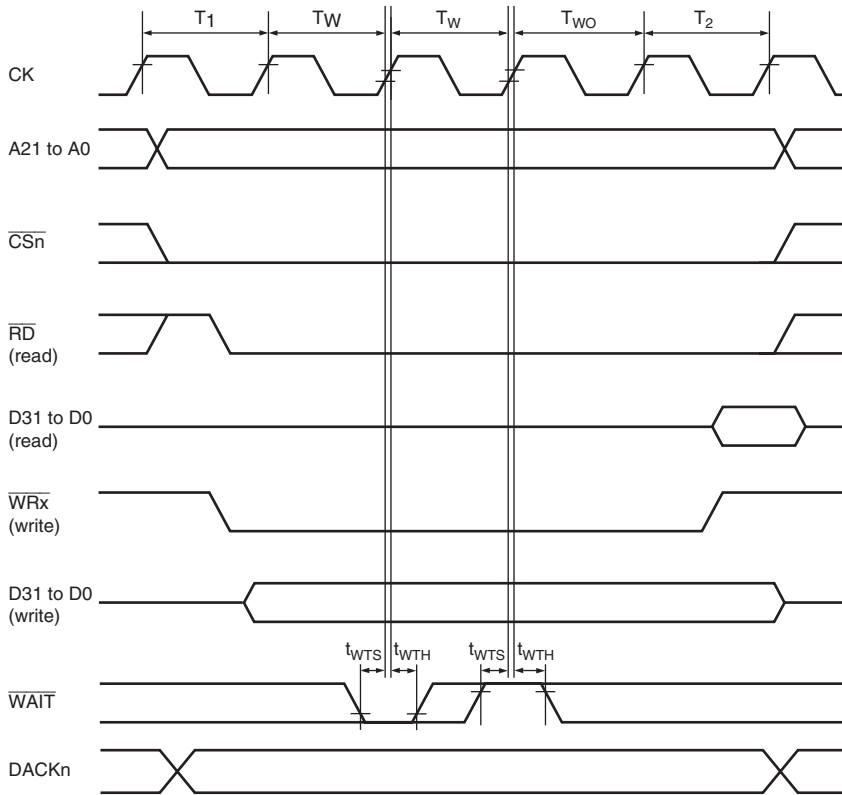 T1 TW TW TWO T2
CK
A21 to A0
CSn
RD
(read)
D31 to D0
(read)
WRx
(write)
D31 to D0
(write)
tWTS tWTH tWTS tWTH
WAIT
DACKn